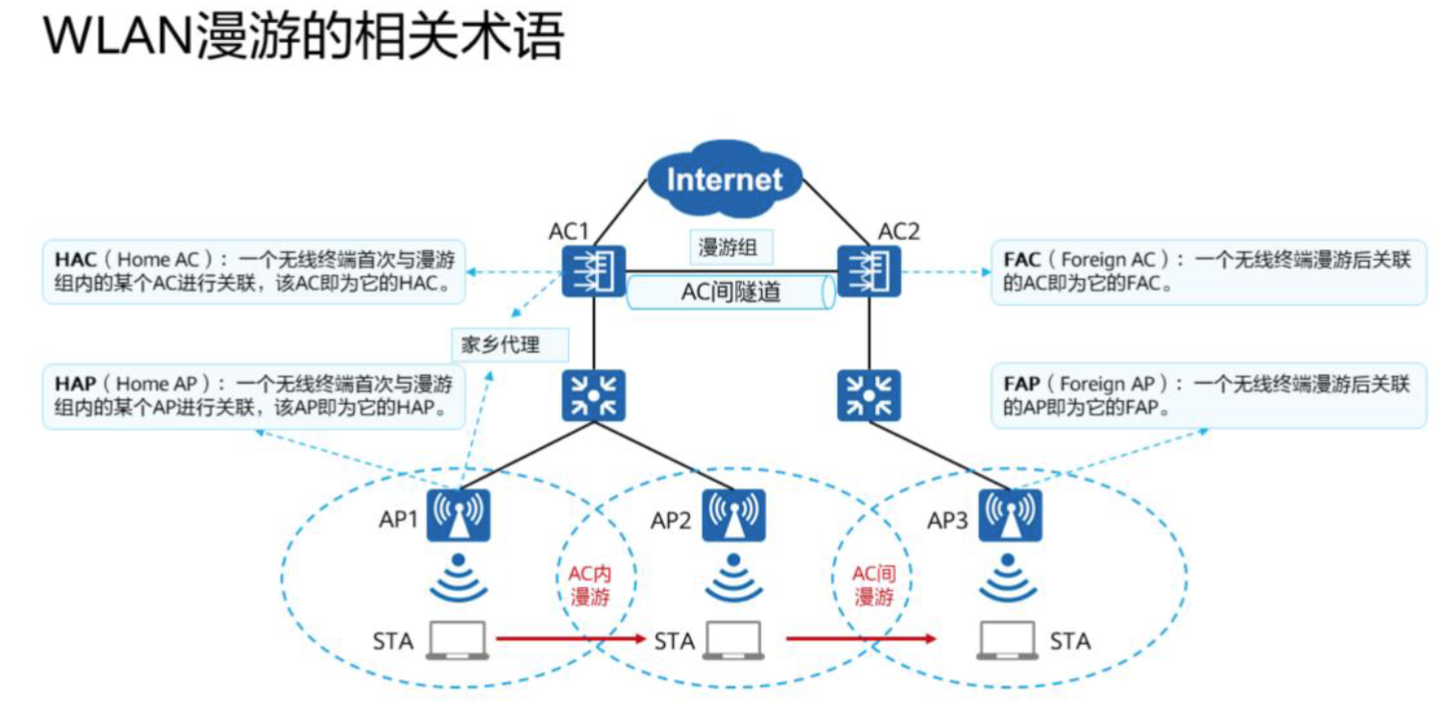 WLAN漫游的相关术语
Internet
AC1
AC2
漫游组
AC间隧道
HAC（Home AC）：一个无线终端首次与漫游
组内的某个AC进行关联，该AC即为它的HAC。
FAC（Foreign AC）：一个无线终端漫游后关联
的AC即为它的FAC。
家乡代理
HAP（Home AP）：一个无线终端首次与漫游
组内的某个AP进行关联，该AP即为它的HAP。
FAP（Foreign AP）：一个无线终端漫游后关联
的AP即为它的FAP。
AP1
AP2
AP3
AC内
漫游
AC间
漫游
STA
STA
STA